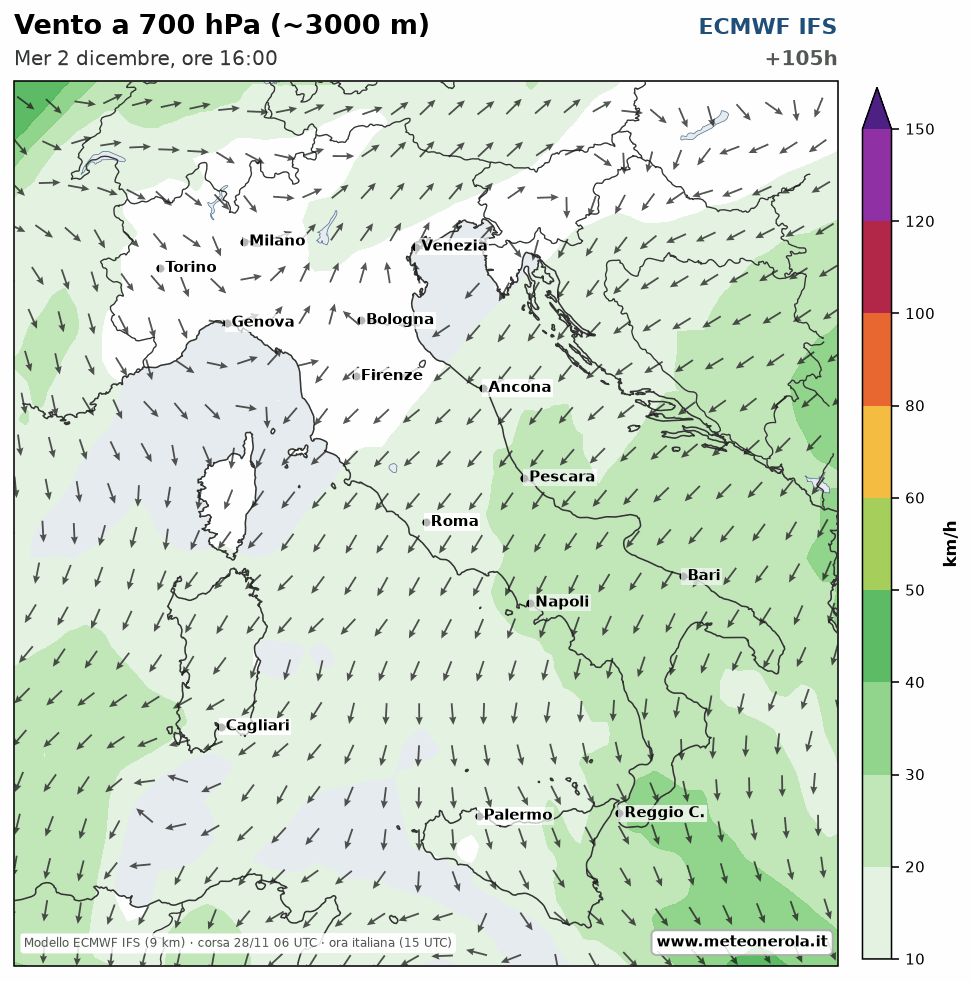 Vento a 700 hPa (~3000 m)
ECMWF IFS
Mer 2 dicembre, ore 16:00
+105h
Milano
Venezia
Torino
Genova
Bologna
Firenze
Ancona
Pescara
Roma
Bari
Napoli
Cagliari
Palermo
Reggio C.
150
120
100
80
60
50
40
30
20
10
km/h
Modello ECMWF IFS (9 km) · corsa 28/11 06 UTC · ora italiana (15 UTC)
www.meteonerola.it